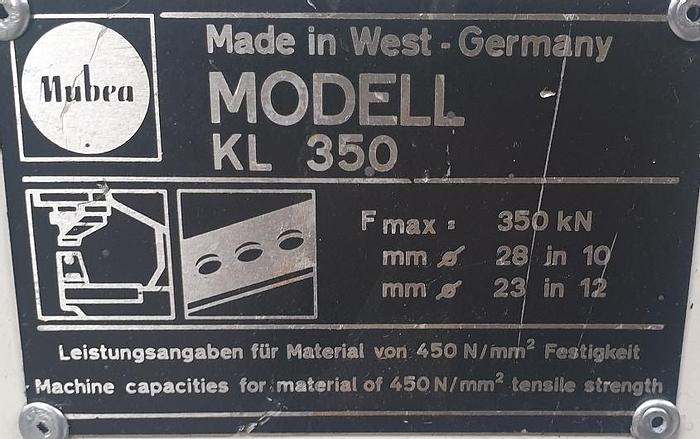 Mubea
Made in West - Germany
MODELL
KL 350
F max = 350 kN
mm ø 28 in 10
mm ø 23 in 12
Leistungsangaben für Material von 450 N/mm² Festigkeit
Machine capacities for material of 450 N/mm² tensile strength